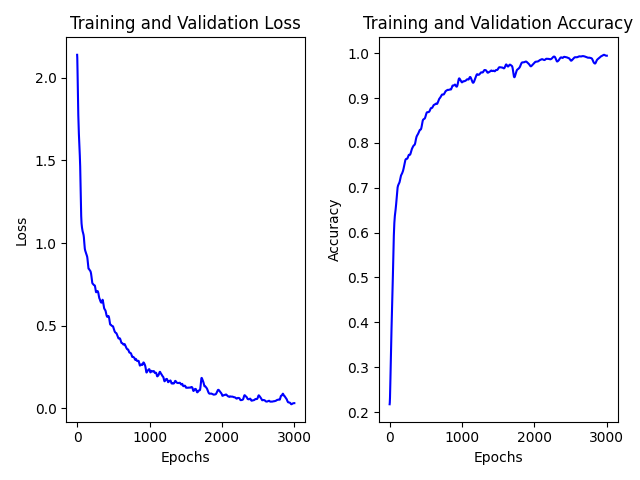 Training and Validation Loss
2.0
1.5
1.0
0.5
0.0
Loss
0 1000 2000 3000
Epochs
Training and Validation Accuracy
1.0
0.9
0.8
0.7
0.6
0.5
0.4
0.3
0.2
Accuracy
0 1000 2000 3000
Epochs